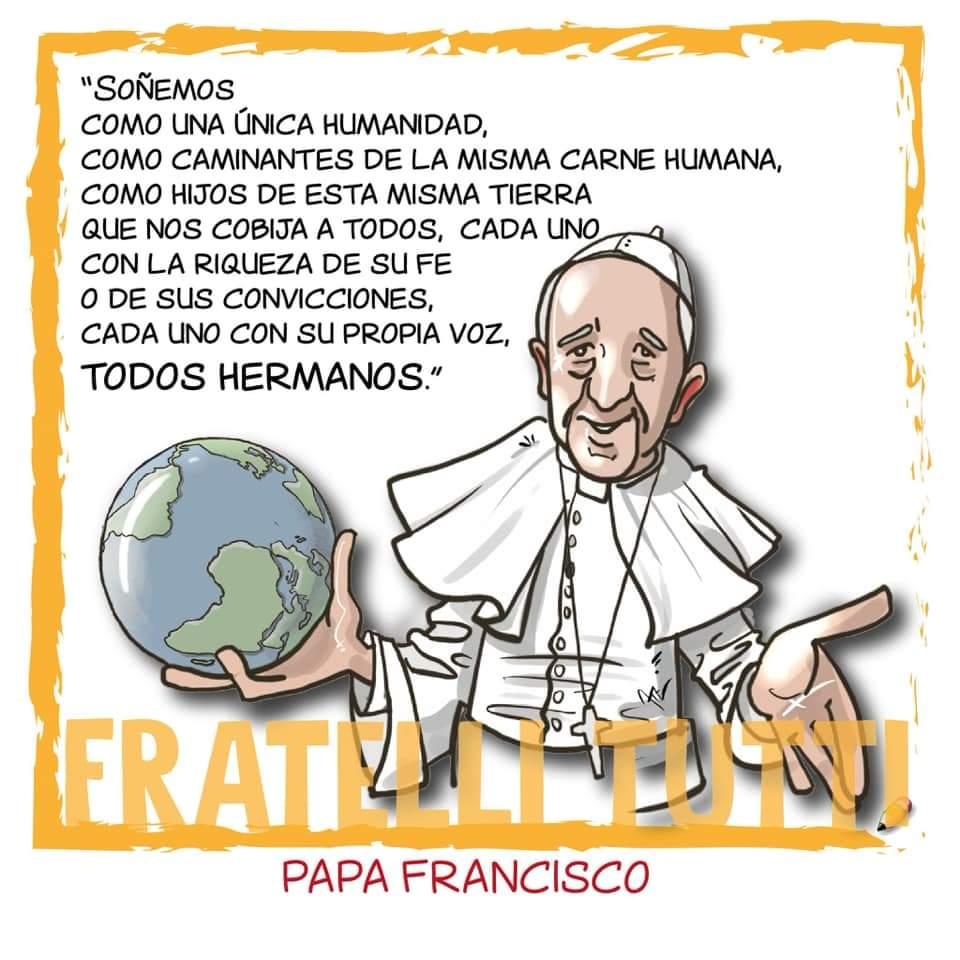 "SOÑEMOS
COMO UNA ÚNICA HUMANIDAD,
COMO CAMINANTES DE LA MISMA CARNE HUMANA,
COMO HIJOS DE ESTA MISMA TIERRA
QUE NOS COBIJA A TODOS, CADA UNO
CON LA RIQUEZA DE SU FE
O DE SUS CONVICCIONES,
CADA UNO CON SU PROPIA VOZ,
TODOS HERMANOS."
FRATELLI TUTTI
PAPA FRANCISCO